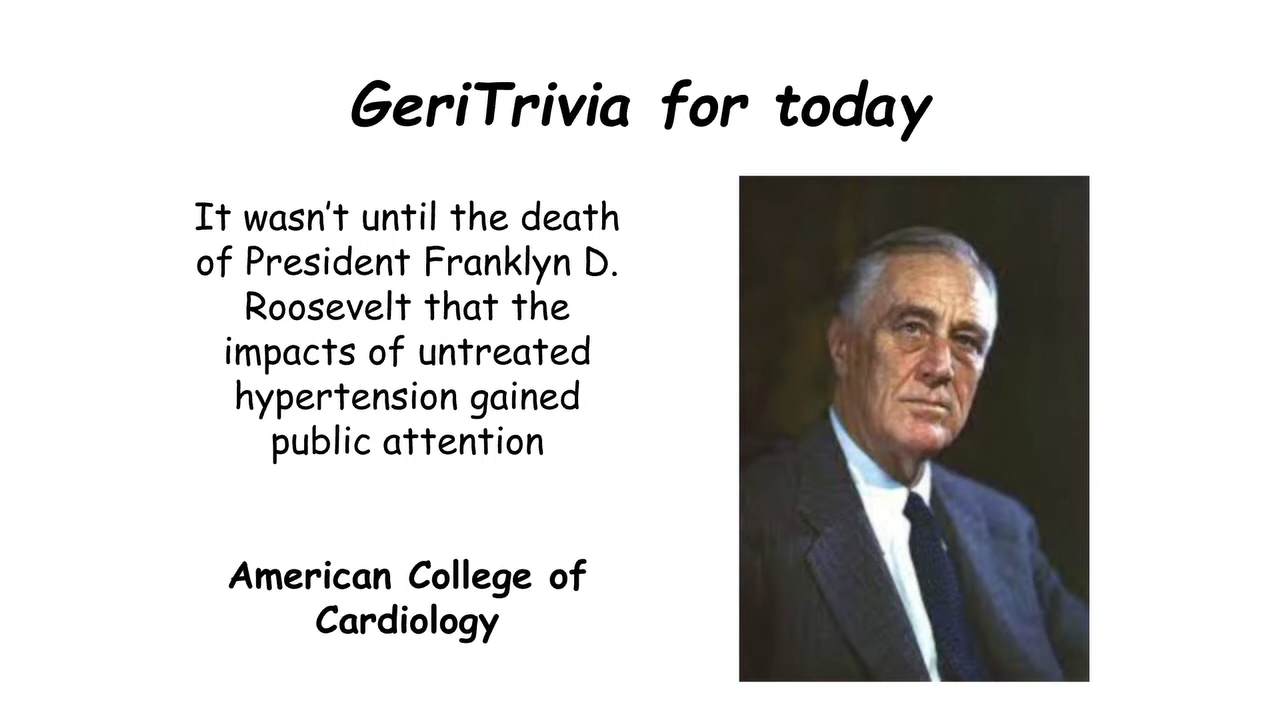 GeriTrivia for today
It wasn’t until the death
of President Franklyn D.
Roosevelt that the
impacts of untreated
hypertension gained
public attention
American College of
Cardiology